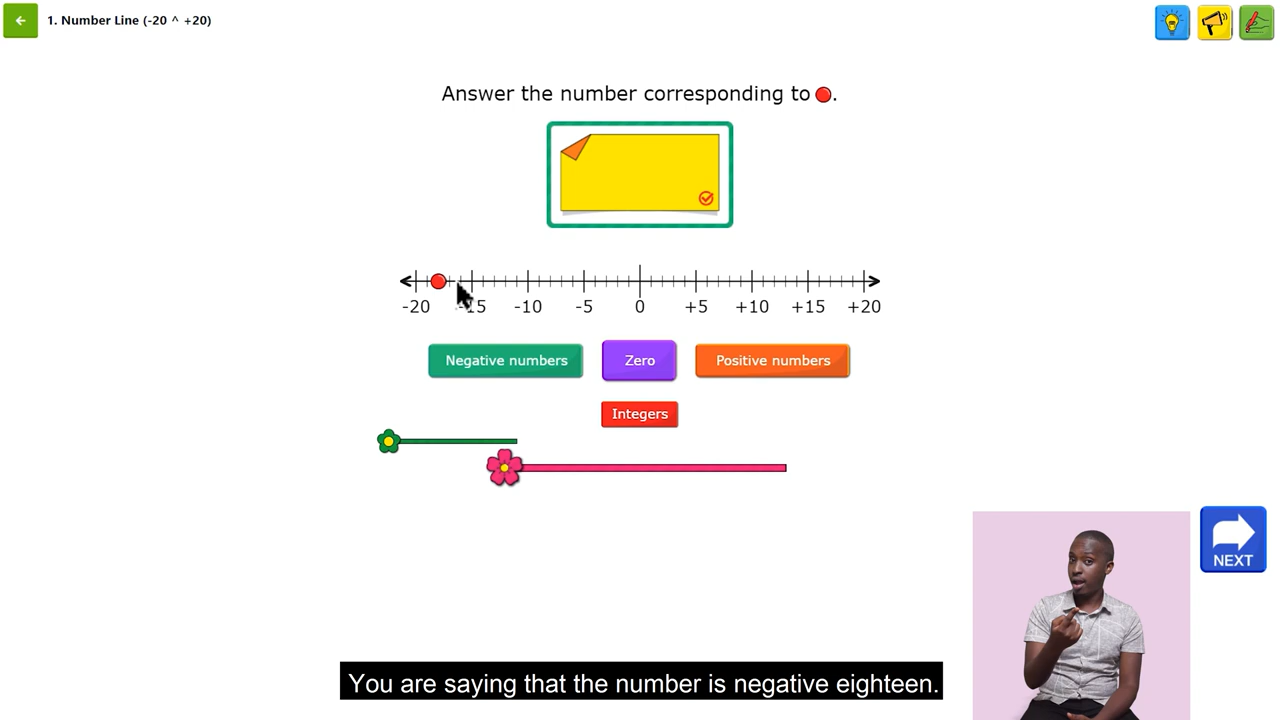 1. Number Line (-20 ^ +20)
Answer the number corresponding to .
-20 -15 -10 -5 0 +5 +10 +15 +20
Negative numbers Zero Positive numbers
Integers
NEXT
You are saying that the number is negative eighteen.